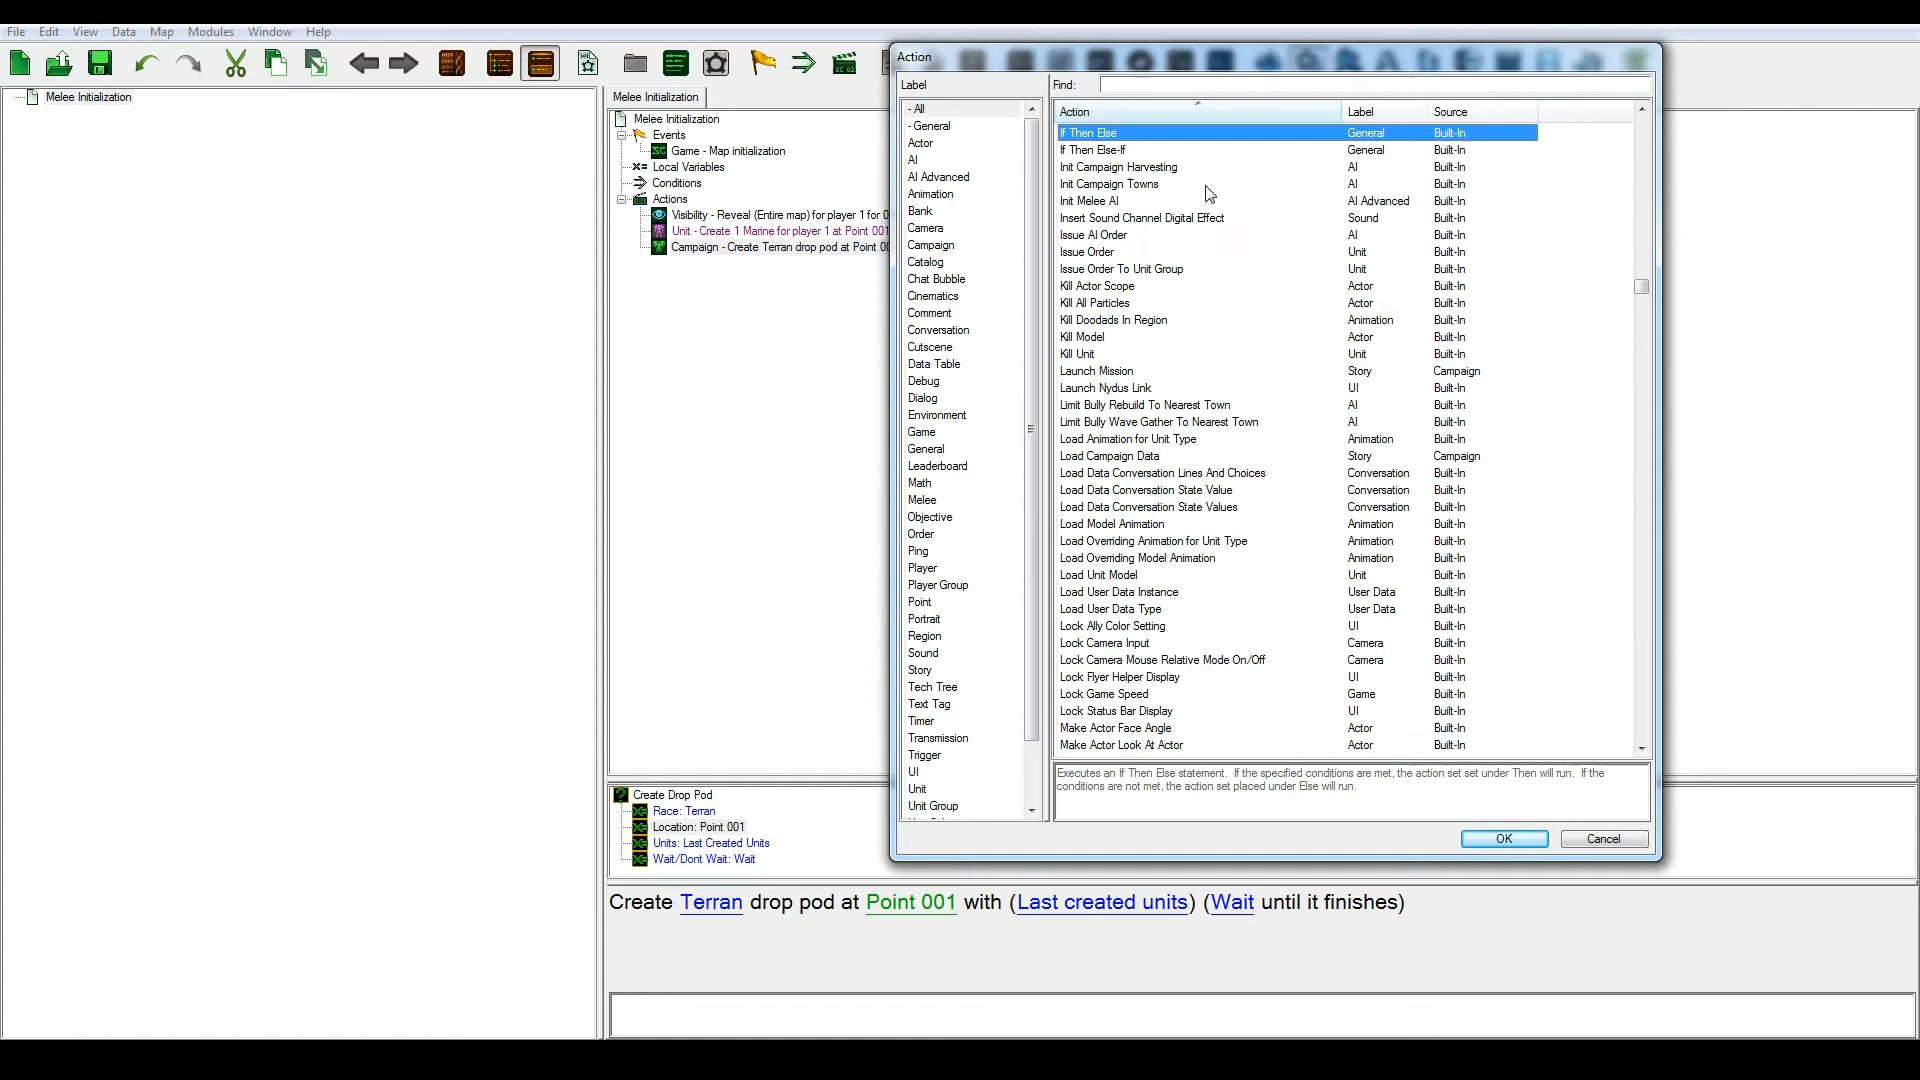 File Edit View Data Map Modules Window Help
Melee Initialization
Melee Initialization
Melee Initialization
Events
Game - Map initialization
Local Variables
Conditions
Actions
Visibility - Reveal (Entire map) for player 1 for 0
Unit - Create 1 Marine for player 1 at Point 001
Campaign - Create Terran drop pod at Point 00
Create Drop Pod
Race: Terran
Location: Point 001
Units: Last Created Units
Wait/Dont Wait: Wait
Create Terran drop pod at Point 001 with (Last created units) (Wait until it finishes)
Action
Label
- All
- General
Actor
AI
AI Advanced
Animation
Bank
Camera
Campaign
Catalog
Chat Bubble
Cinematics
Comment
Conversation
Cutscene
Data Table
Debug
Dialog
Environment
Game
General
Leaderboard
Math
Melee
Objective
Order
Ping
Player
Player Group
Point
Portrait
Region
Sound
Story
Tech Tree
Text Tag
Timer
Transmission
Trigger
UI
Unit
Unit Group
Find:
Action Label Source
If Then Else General Built-In
If Then Else-If General Built-In
Init Campaign Harvesting AI Built-In
Init Campaign Towns AI Built-In
Init Melee AI AI Advanced Built-In
Insert Sound Channel Digital Effect Sound Built-In
Issue AI Order AI Built-In
Issue Order Unit Built-In
Issue Order To Unit Group Unit Built-In
Kill Actor Scope Actor Built-In
Kill All Particles Actor Built-In
Kill Doodads In Region Animation Built-In
Kill Model Actor Built-In
Kill Unit Unit Built-In
Launch Mission Story Campaign
Launch Nydus Link UI Built-In
Limit Bully Rebuild To Nearest Town AI Built-In
Limit Bully Wave Gather To Nearest Town AI Built-In
Load Animation for Unit Type Animation Built-In
Load Campaign Data Story Campaign
Load Data Conversation Lines And Choices Conversation Built-In
Load Data Conversation State Value Conversation Built-In
Load Data Conversation State Values Conversation Built-In
Load Model Animation Animation Built-In
Load Overriding Animation for Unit Type Animation Built-In
Load Overriding Model Animation Animation Built-In
Load Unit Model Unit Built-In
Load User Data Instance User Data Built-In
Load User Data Type User Data Built-In
Lock Ally Color Setting UI Built-In
Lock Camera Input Camera Built-In
Lock Camera Mouse Relative Mode On/Off Camera Built-In
Lock Flyer Helper Display UI Built-In
Lock Game Speed Game Built-In
Lock Status Bar Display UI Built-In
Make Actor Face Angle Actor Built-In
Make Actor Look At Actor Actor Built-In
Executes an If Then Else statement. If the specified conditions are met, the action set set under Then will run. If the
conditions are not met, the action set placed under Else will run.
OK Cancel